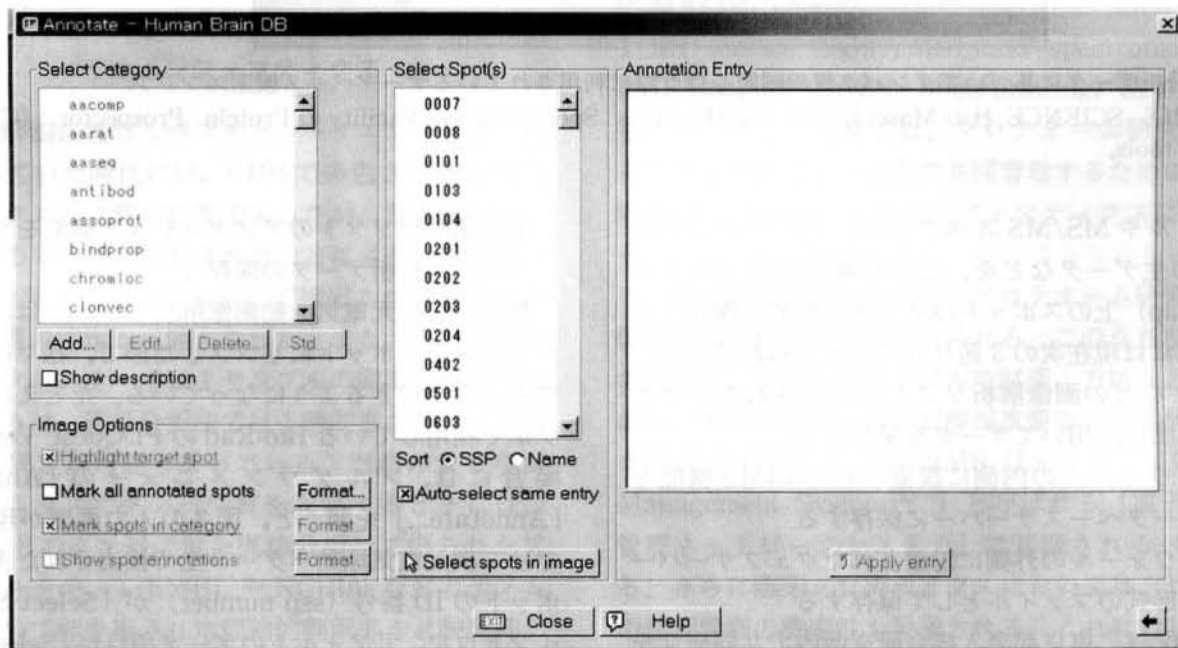 Annotate - Human Brain DB
Select Category
aacomp
aarat
aaseq
antibod
assoprot
bindprop
chromloc
clonvec
Add...
Edit...
Delete...
Std
Show description
Image Options
Highlight target spot
Mark all annotated spots
Format...
Mark spots in category
Format...
Show spot annotations
Format...
Select Spot(s)
0007
0008
0101
0103
0104
0201
0202
0203
0204
0402
0501
0603
Sort
SSP
Name
Auto-select same entry
Select spots in image
Annotation Entry
Apply entry
EXIT Close
Help